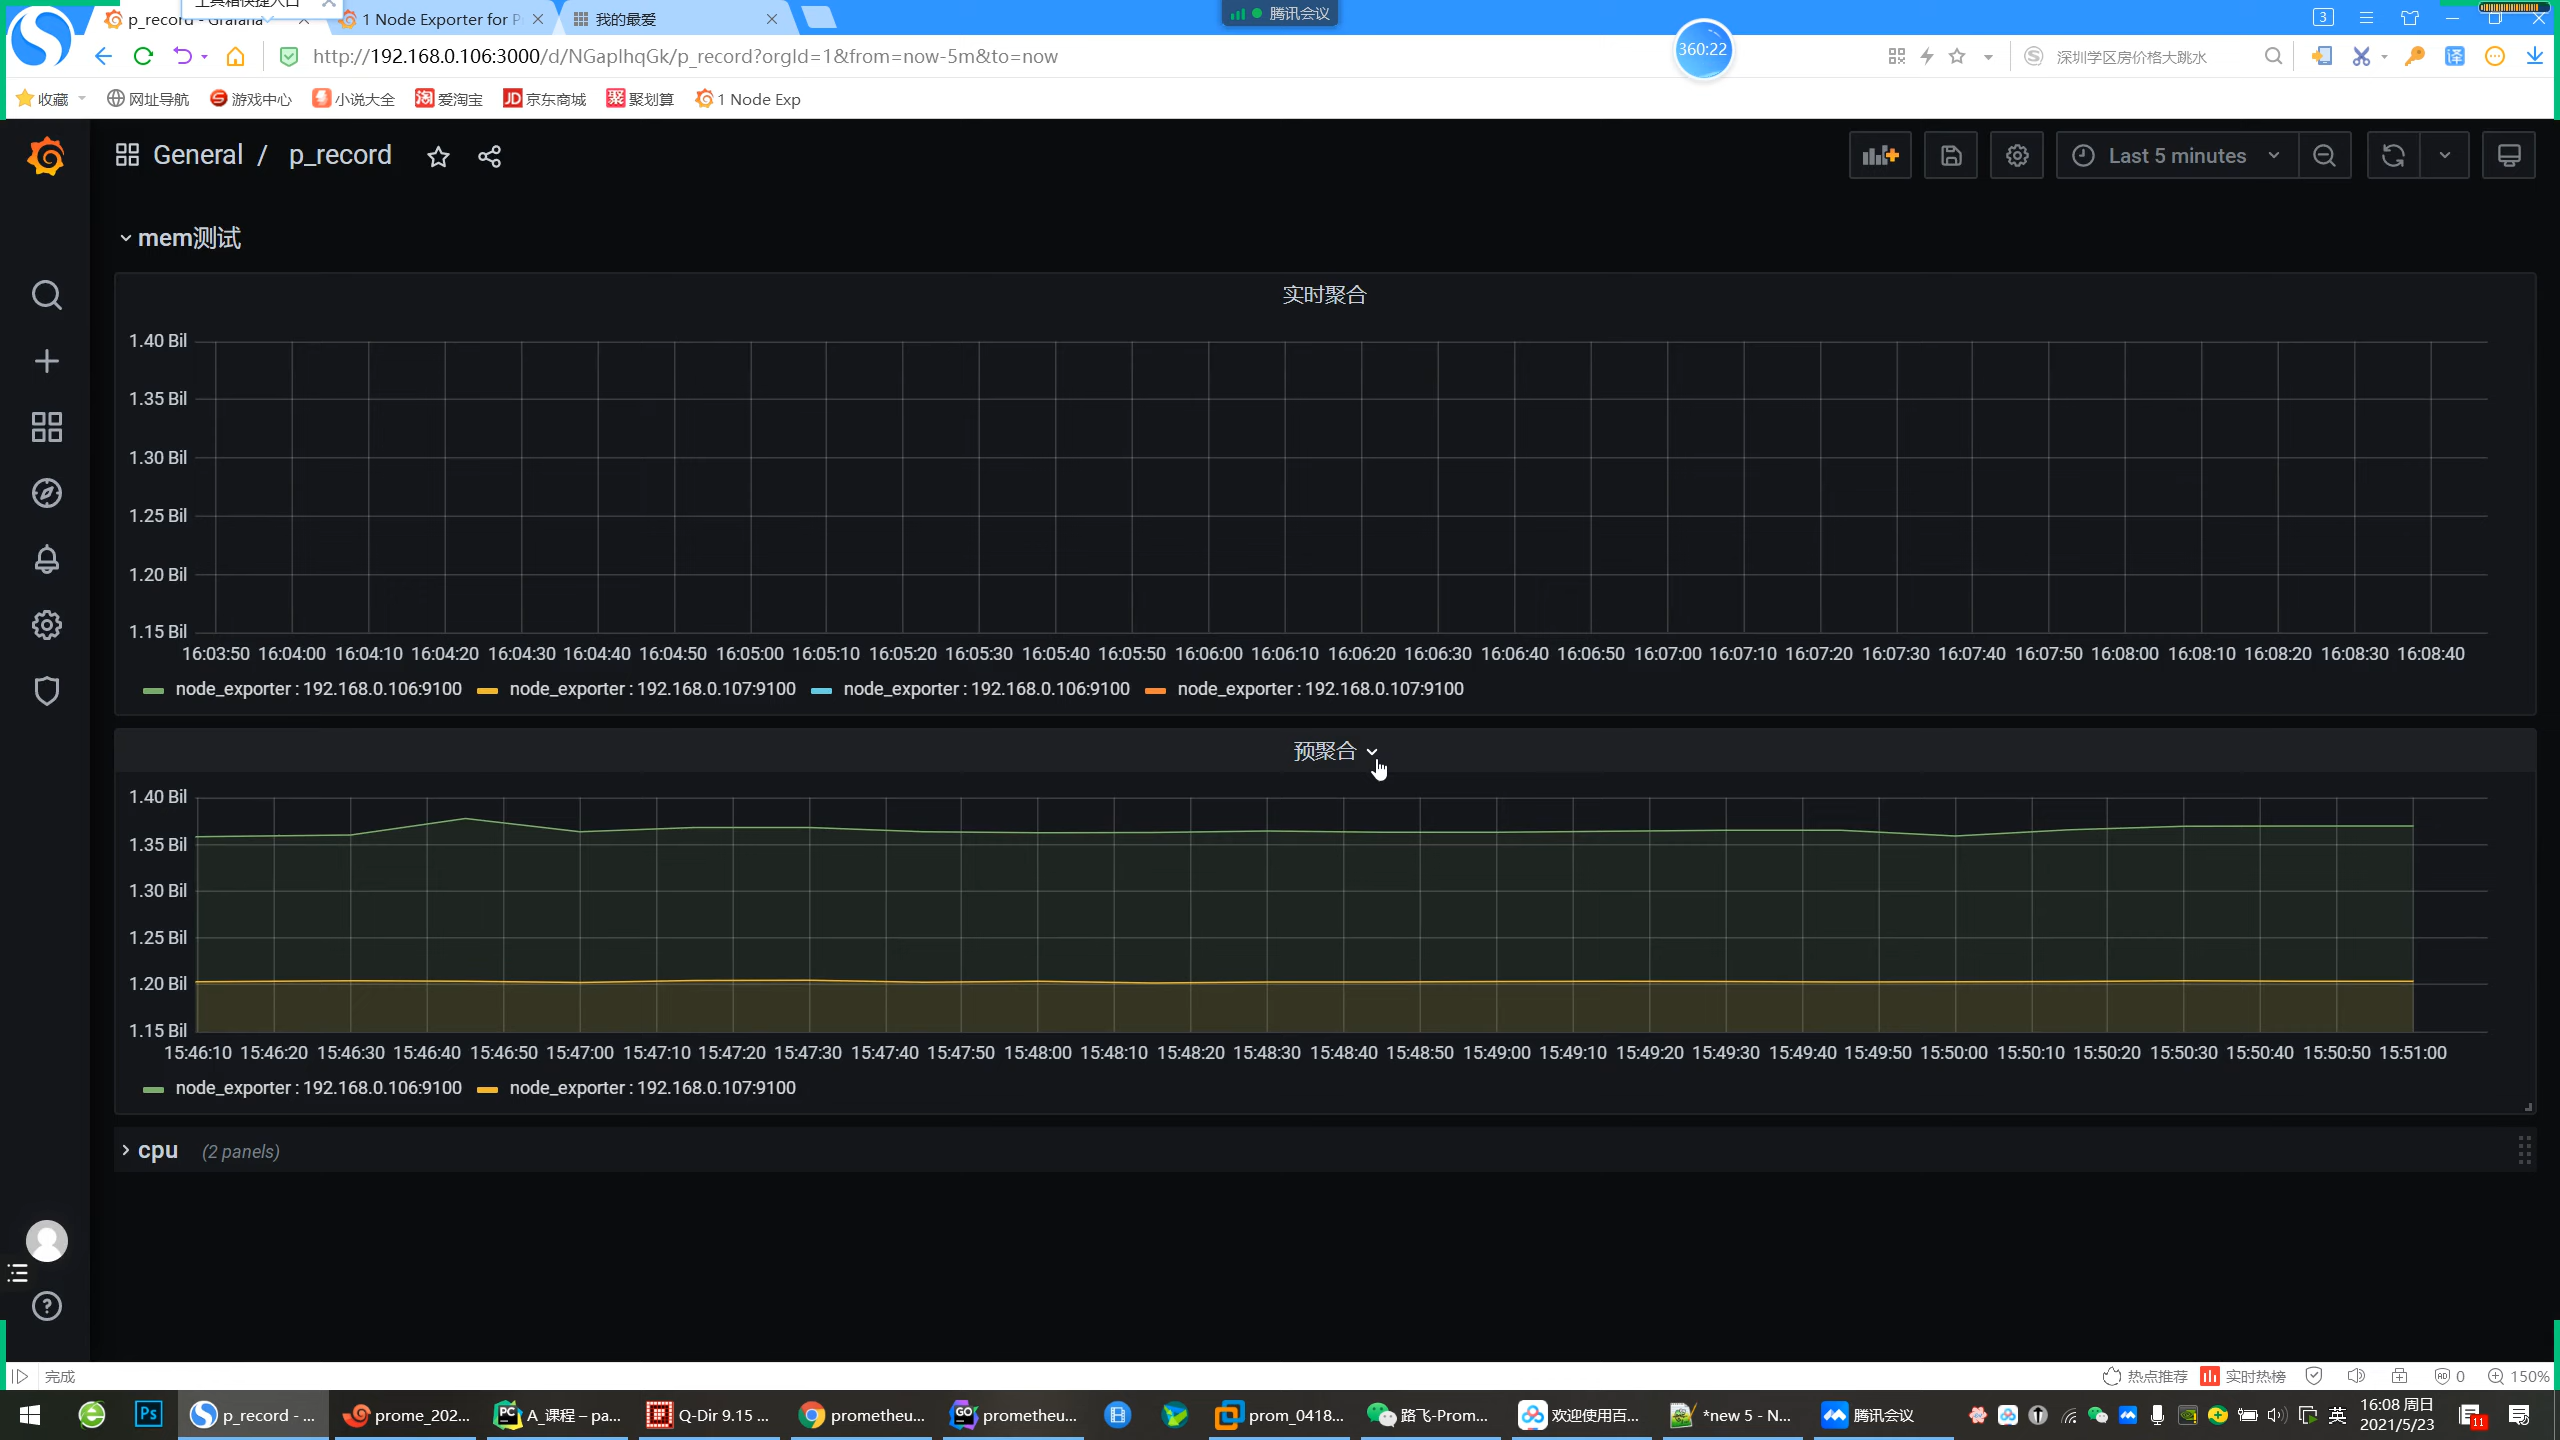 工具箱快捷入口
p_record - Grafana
1 Node Exporter for P
我的最爱
腾讯会议
3
http://192.168.0.106:3000/d/NGaplhqGk/p_record?orgId=1&from=now-5m&to=now
360:22
深圳学区房价格大跳水
译
收藏
网址导航
游戏中心
小说大全
淘 爱淘宝
JD 京东商城
聚 聚划算
1 Node Exp
General / p_record
Last 5 minutes
mem测试
实时聚合
1.40 Bil
1.35 Bil
1.30 Bil
1.25 Bil
1.20 Bil
1.15 Bil
16:03:50 16:04:00 16:04:10 16:04:20 16:04:30 16:04:40 16:04:50 16:05:00 16:05:10 16:05:20 16:05:30 16:05:40 16:05:50 16:06:00 16:06:10 16:06:20 16:06:30 16:06:40 16:06:50 16:07:00 16:07:10 16:07:20 16:07:30 16:07:40 16:07:50 16:08:00 16:08:10 16:08:20 16:08:30 16:08:40
node_exporter : 192.168.0.106:9100 node_exporter : 192.168.0.107:9100 node_exporter : 192.168.0.106:9100 node_exporter : 192.168.0.107:9100
预聚合
1.40 Bil
1.35 Bil
1.30 Bil
1.25 Bil
1.20 Bil
1.15 Bil
15:46:10 15:46:20 15:46:30 15:46:40 15:46:50 15:47:00 15:47:10 15:47:20 15:47:30 15:47:40 15:47:50 15:48:00 15:48:10 15:48:20 15:48:30 15:48:40 15:48:50 15:49:00 15:49:10 15:49:20 15:49:30 15:49:40 15:49:50 15:50:00 15:50:10 15:50:20 15:50:30 15:50:40 15:50:50 15:51:00
node_exporter : 192.168.0.106:9100 node_exporter : 192.168.0.107:9100
cpu (2 panels)
完成
热点推荐
实时热榜
0
150%
Ps
p_record - ...
prome_202...
PC A_课程 – pa...
Q-Dir 9.15 ...
prometheu...
GO prometheu...
prom_0418...
路飞-Prom...
欢迎使用百...
*new 5 - N...
腾讯会议
英
16:08 周日
2021/5/23
11